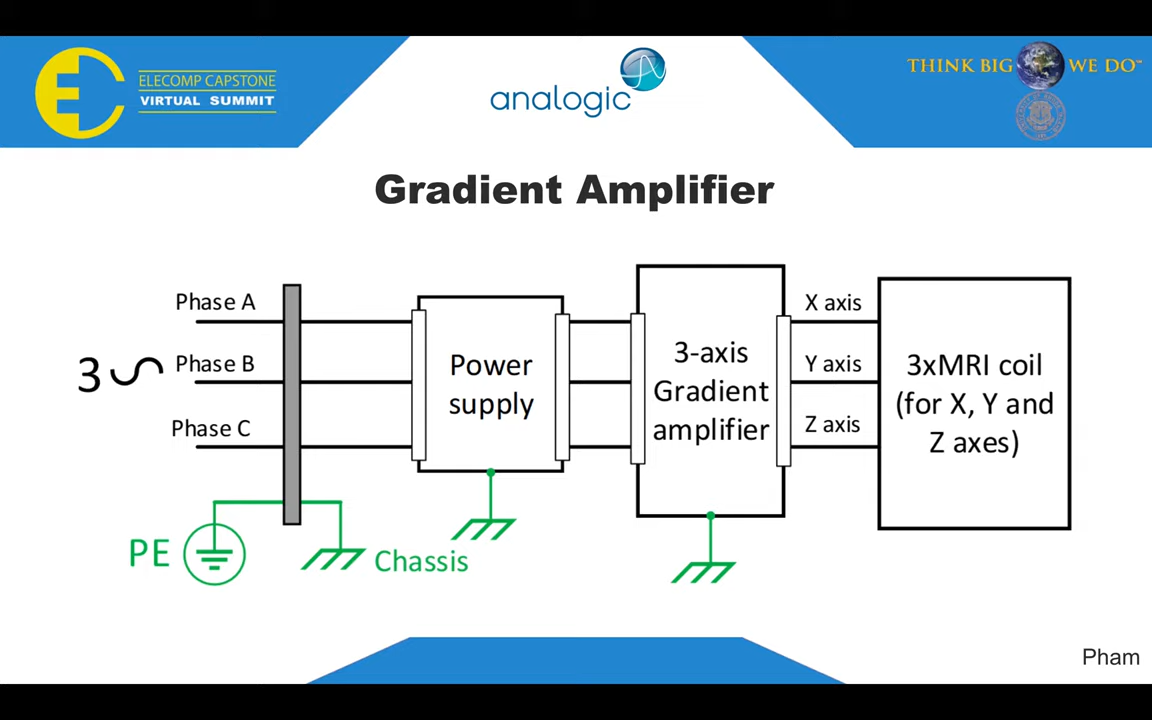 ELECOMP CAPSTONE
VIRTUAL SUMMIT
analogic
THINK BIG WE DO™
Gradient Amplifier
3
Phase A
Phase B
Phase C
PE
Chassis
Power
supply
3-axis
Gradient
amplifier
X axis
Y axis
Z axis
3xMRI coil
(for X, Y and
Z axes)
Pham